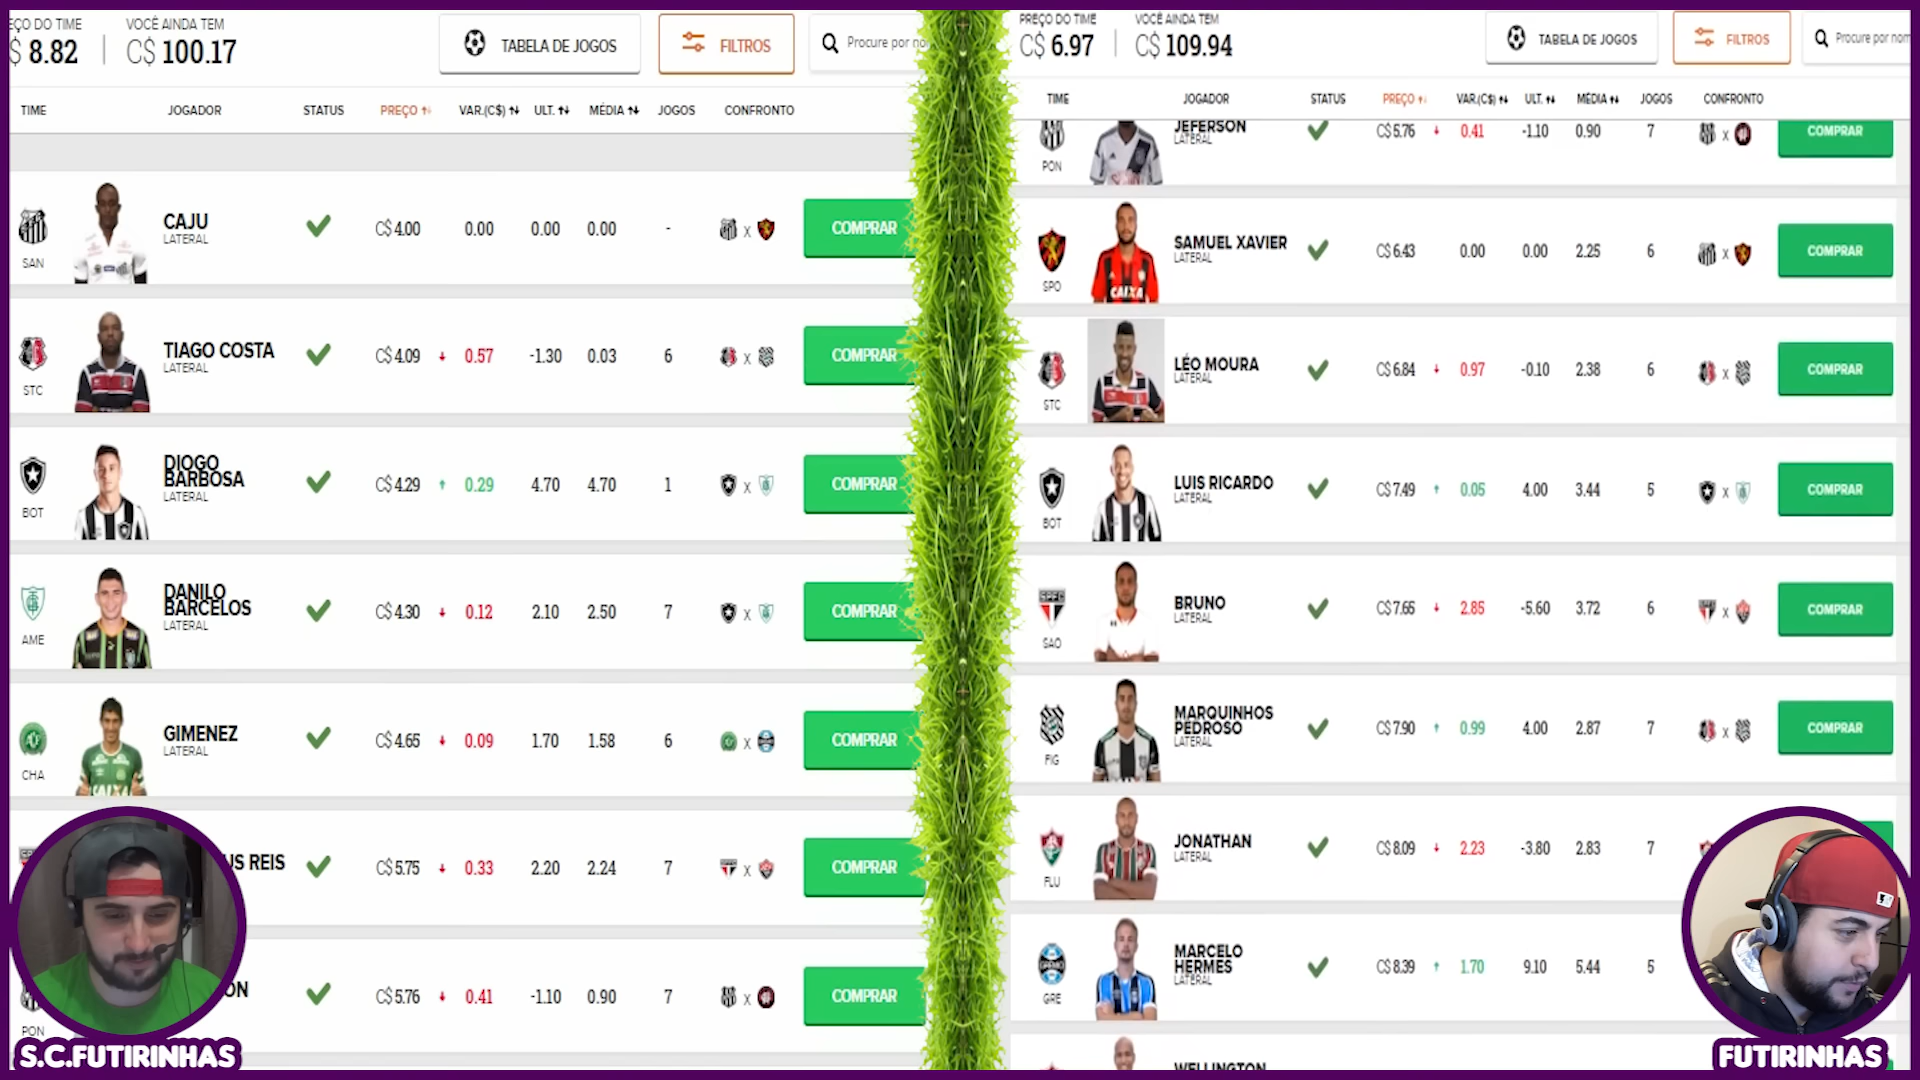 EÇO DO TIME
VOCÊ AINDA TEM
$ 8.82
C$ 100.17
TABELA DE JOGOS
FILTROS
Procure por no
TIME
JOGADOR
STATUS
PREÇO
VAR.(C$)
ULT.
MÉDIA
JOGOS
CONFRONTO
SAN
CAJU
LATERAL
C$ 4.00
0.00
0.00
0.00
-
X
COMPRAR
STC
TIAGO COSTA
LATERAL
C$ 4.09
0.57
-1.30
0.03
6
X
COMPRAR
BOT
DIOGO
BARBOSA
LATERAL
C$ 4.29
0.29
4.70
4.70
1
X
COMPRAR
AME
DANILO
BARCELOS
LATERAL
C$ 4.30
0.12
2.10
2.50
7
X
COMPRAR
CHA
GIMENEZ
LATERAL
C$ 4.65
0.09
1.70
1.58
6
X
COMPRAR
US REIS
C$ 5.75
0.33
2.20
2.24
7
X
COMPRAR
PON
ON
C$ 5.76
0.41
-1.10
0.90
7
X
COMPRAR
S.C.FUTIRINHAS
PREÇO DO TIME
VOCÊ AINDA TEM
C$ 6.97
C$ 109.94
TABELA DE JOGOS
FILTROS
Procure por nom
TIME
JOGADOR
STATUS
PREÇO
VAR.(C$)
ULT.
MÉDIA
JOGOS
CONFRONTO
PON
JEFERSON
LATERAL
C$ 5.76
0.41
-1.10
0.90
7
X
COMPRAR
SPO
SAMUEL XAVIER
LATERAL
C$ 6.43
0.00
0.00
2.25
6
X
COMPRAR
STC
LÉO MOURA
LATERAL
C$ 6.84
0.97
-0.10
2.38
6
X
COMPRAR
BOT
LUIS RICARDO
LATERAL
C$ 7.49
0.05
4.00
3.44
5
X
COMPRAR
SAO
BRUNO
LATERAL
C$ 7.65
2.85
-5.60
3.72
6
X
COMPRAR
FIG
MARQUINHOS
PEDROSO
LATERAL
C$ 7.90
0.99
4.00
2.87
7
X
COMPRAR
FLU
JONATHAN
LATERAL
C$ 8.09
2.23
-3.80
2.83
7
GRE
MARCELO
HERMES
LATERAL
C$ 8.39
1.70
9.10
5.44
5
WELLINGTON
FUTIRINHAS